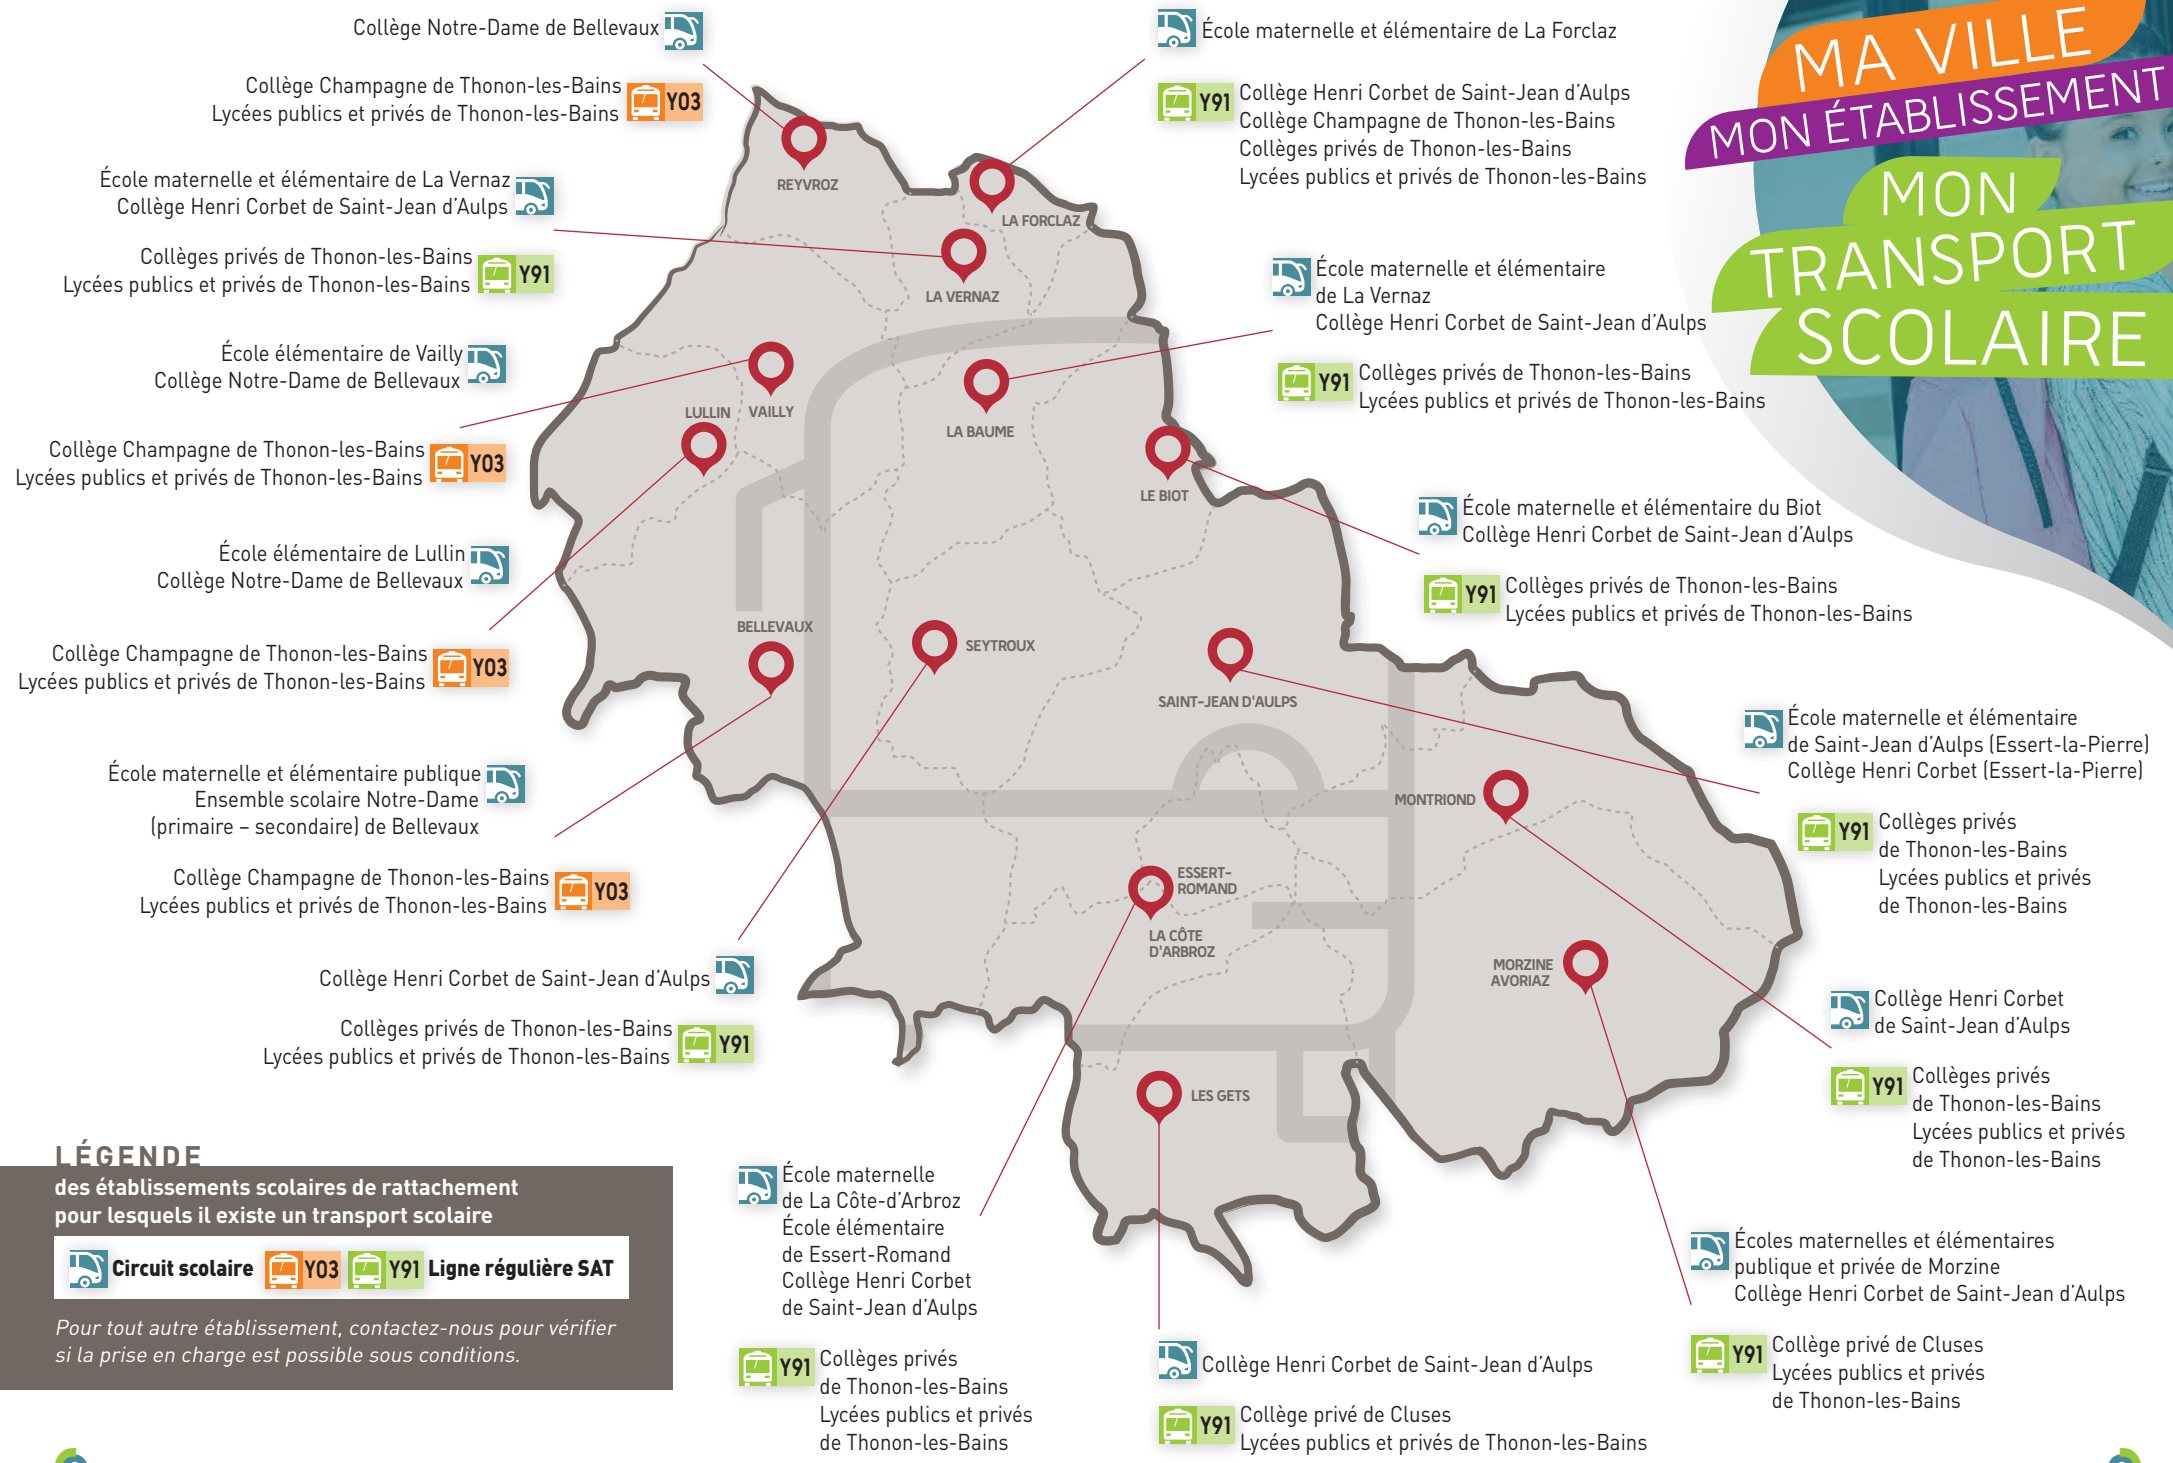 MA VILLE
MON ÉTABLISSEMENT
MON
TRANSPORT
SCOLAIRE
Collège Notre-Dame de Bellevaux
Collège Champagne de Thonon-les-Bains
Lycées publics et privés de Thonon-les-Bains
Y03
École maternelle et élémentaire de La Vernaz
Collège Henri Corbet de Saint-Jean d'Aulps
Collèges privés de Thonon-les-Bains
Lycées publics et privés de Thonon-les-Bains
Y91
École élémentaire de Vailly
Collège Notre-Dame de Bellevaux
Collège Champagne de Thonon-les-Bains
Lycées publics et privés de Thonon-les-Bains
Y03
École élémentaire de Lullin
Collège Notre-Dame de Bellevaux
Collège Champagne de Thonon-les-Bains
Lycées publics et privés de Thonon-les-Bains
Y03
École maternelle et élémentaire publique
Ensemble scolaire Notre-Dame
(primaire – secondaire) de Bellevaux
Collège Champagne de Thonon-les-Bains
Lycées publics et privés de Thonon-les-Bains
Y03
Collège Henri Corbet de Saint-Jean d'Aulps
Collèges privés de Thonon-les-Bains
Lycées publics et privés de Thonon-les-Bains
Y91
École maternelle et élémentaire de La Forclaz
Y91
Collège Henri Corbet de Saint-Jean d'Aulps
Collège Champagne de Thonon-les-Bains
Collèges privés de Thonon-les-Bains
Lycées publics et privés de Thonon-les-Bains
École maternelle et élémentaire
de La Vernaz
Collège Henri Corbet de Saint-Jean d'Aulps
Y91
Collèges privés de Thonon-les-Bains
Lycées publics et privés de Thonon-les-Bains
École maternelle et élémentaire du Biot
Collège Henri Corbet de Saint-Jean d'Aulps
Y91
Collèges privés de Thonon-les-Bains
Lycées publics et privés de Thonon-les-Bains
École maternelle et élémentaire
de Saint-Jean d'Aulps (Essert-la-Pierre)
Collège Henri Corbet (Essert-la-Pierre)
Y91
Collèges privés
de Thonon-les-Bains
Lycées publics et privés
de Thonon-les-Bains
Collège Henri Corbet
de Saint-Jean d'Aulps
Y91
Collèges privés
de Thonon-les-Bains
Lycées publics et privés
de Thonon-les-Bains
Écoles maternelles et élémentaires
publique et privée de Morzine
Collège Henri Corbet de Saint-Jean d'Aulps
Y91
Collège privé de Cluses
Lycées publics et privés
de Thonon-les-Bains
École maternelle
de La Côte-d'Arbroz
École élémentaire
de Essert-Romand
Collège Henri Corbet
de Saint-Jean d'Aulps
Y91
Collèges privés
de Thonon-les-Bains
Lycées publics et privés
de Thonon-les-Bains
Collège Henri Corbet de Saint-Jean d'Aulps
Y91
Collège privé de Cluses
Lycées publics et privés de Thonon-les-Bains
REYVROZ
LA FORCLAZ
LA VERNAZ
LULLIN
VAILLY
LA BAUME
LE BIOT
BELLEVAUX
SEYTROUX
SAINT-JEAN D'AULPS
MONTRIOND
ESSERT-
ROMAND
LA CÔTE
D'ARBROZ
MORZINE
AVORIAZ
LES GETS
LÉGENDE
des établissements scolaires de rattachement
pour lesquels il existe un transport scolaire
Circuit scolaire Y03 Y91 Ligne régulière SAT
Pour tout autre établissement, contactez-nous pour vérifier
si la prise en charge est possible sous conditions.